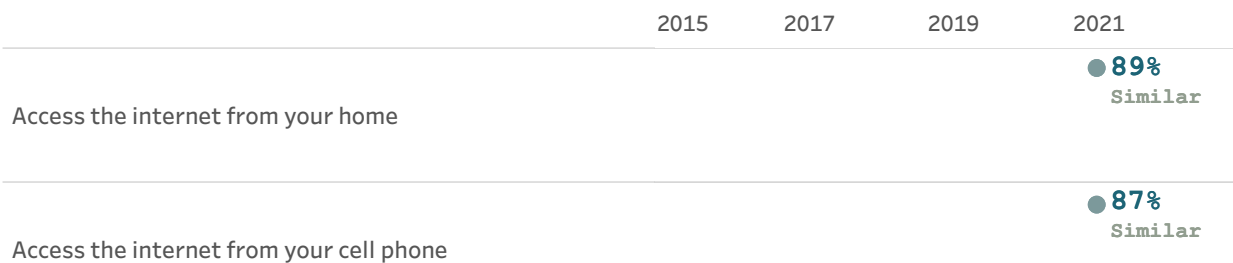 2015 2017 2019 2021
89%
Similar
Access the internet from your home
87%
Similar
Access the internet from your cell phone